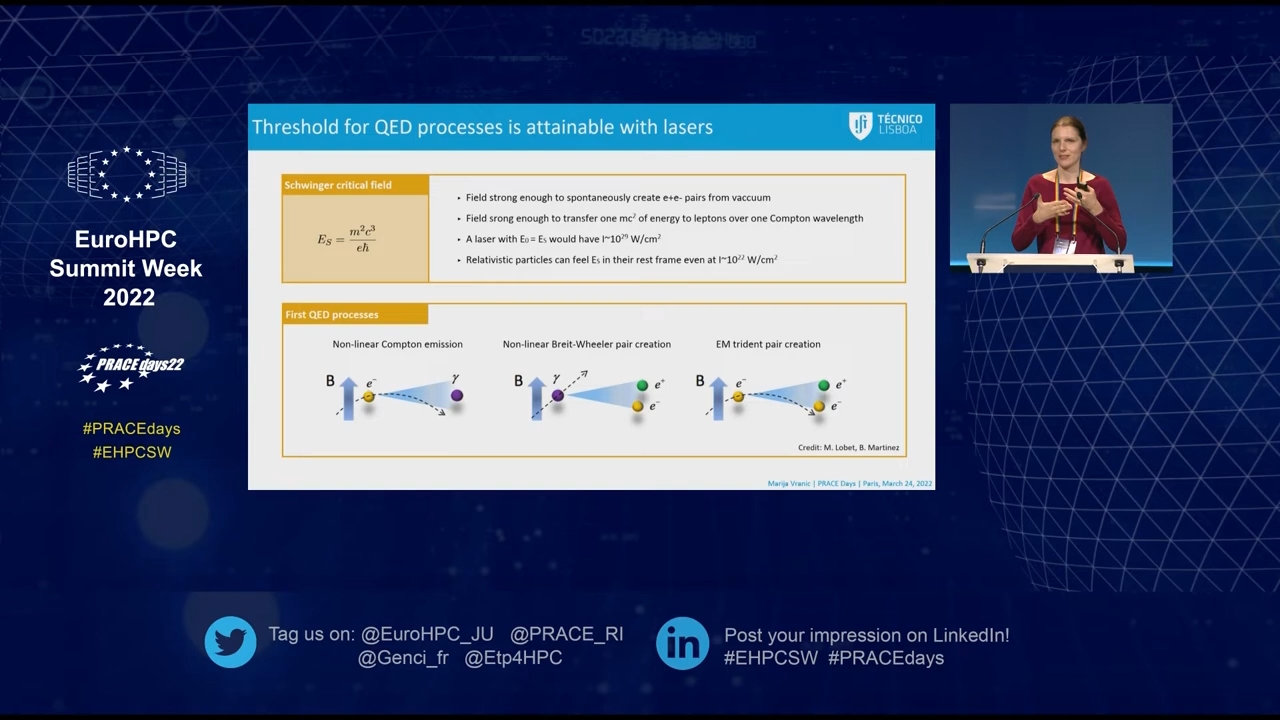 EuroHPC
Summit Week
2022
PRACEdays22
#PRACEdays
#EHPCSW
Threshold for QED processes is attainable with lasers
TÉCNICO
LISBOA
Schwinger critical field
E_S = m²c³ / eħ
‣ Field strong enough to spontaneously create e+e- pairs from vaccuum
‣ Field srong enough to transfer one mc² of energy to leptons over one Compton wavelength
‣ A laser with E₀ = Eₛ would have I~10²⁹ W/cm²
‣ Relativistic particles can feel Eₛ in their rest frame even at I~10²² W/cm²
First QED processes
Non-linear Compton emission
Non-linear Breit-Wheeler pair creation
EM trident pair creation
B e⁻ γ
B γ e⁺ e⁻
B e⁻ e⁺ e⁻
Credit: M. Lobet, B. Martinez
Marija Vranic | PRACE Days | Paris, March 24, 2022
Tag us on: @EuroHPC_JU @PRACE_RI
@Genci_fr @Etp4HPC
Post your impression on LinkedIn!
#EHPCSW #PRACEdays